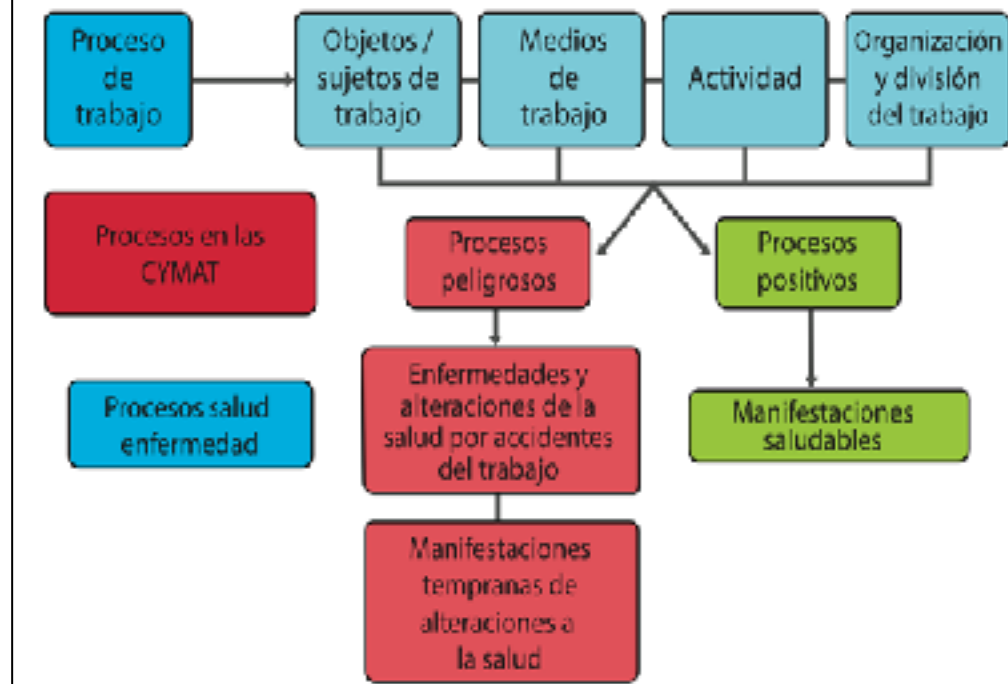 Proceso
de
trabajo
Objetos /
sujetos de
trabajo
Medios
de
trabajo
Actividad
Organización
y división
del trabajo
Procesos en las
CYMAT
Procesos
peligrosos
Procesos
positivos
Procesos salud
enfermedad
Enfermedades y
alteraciones de la
salud por accidentes
del trabajo
Manifestaciones
saludables
Manifestaciones
tempranas de
alteraciones a
la salud